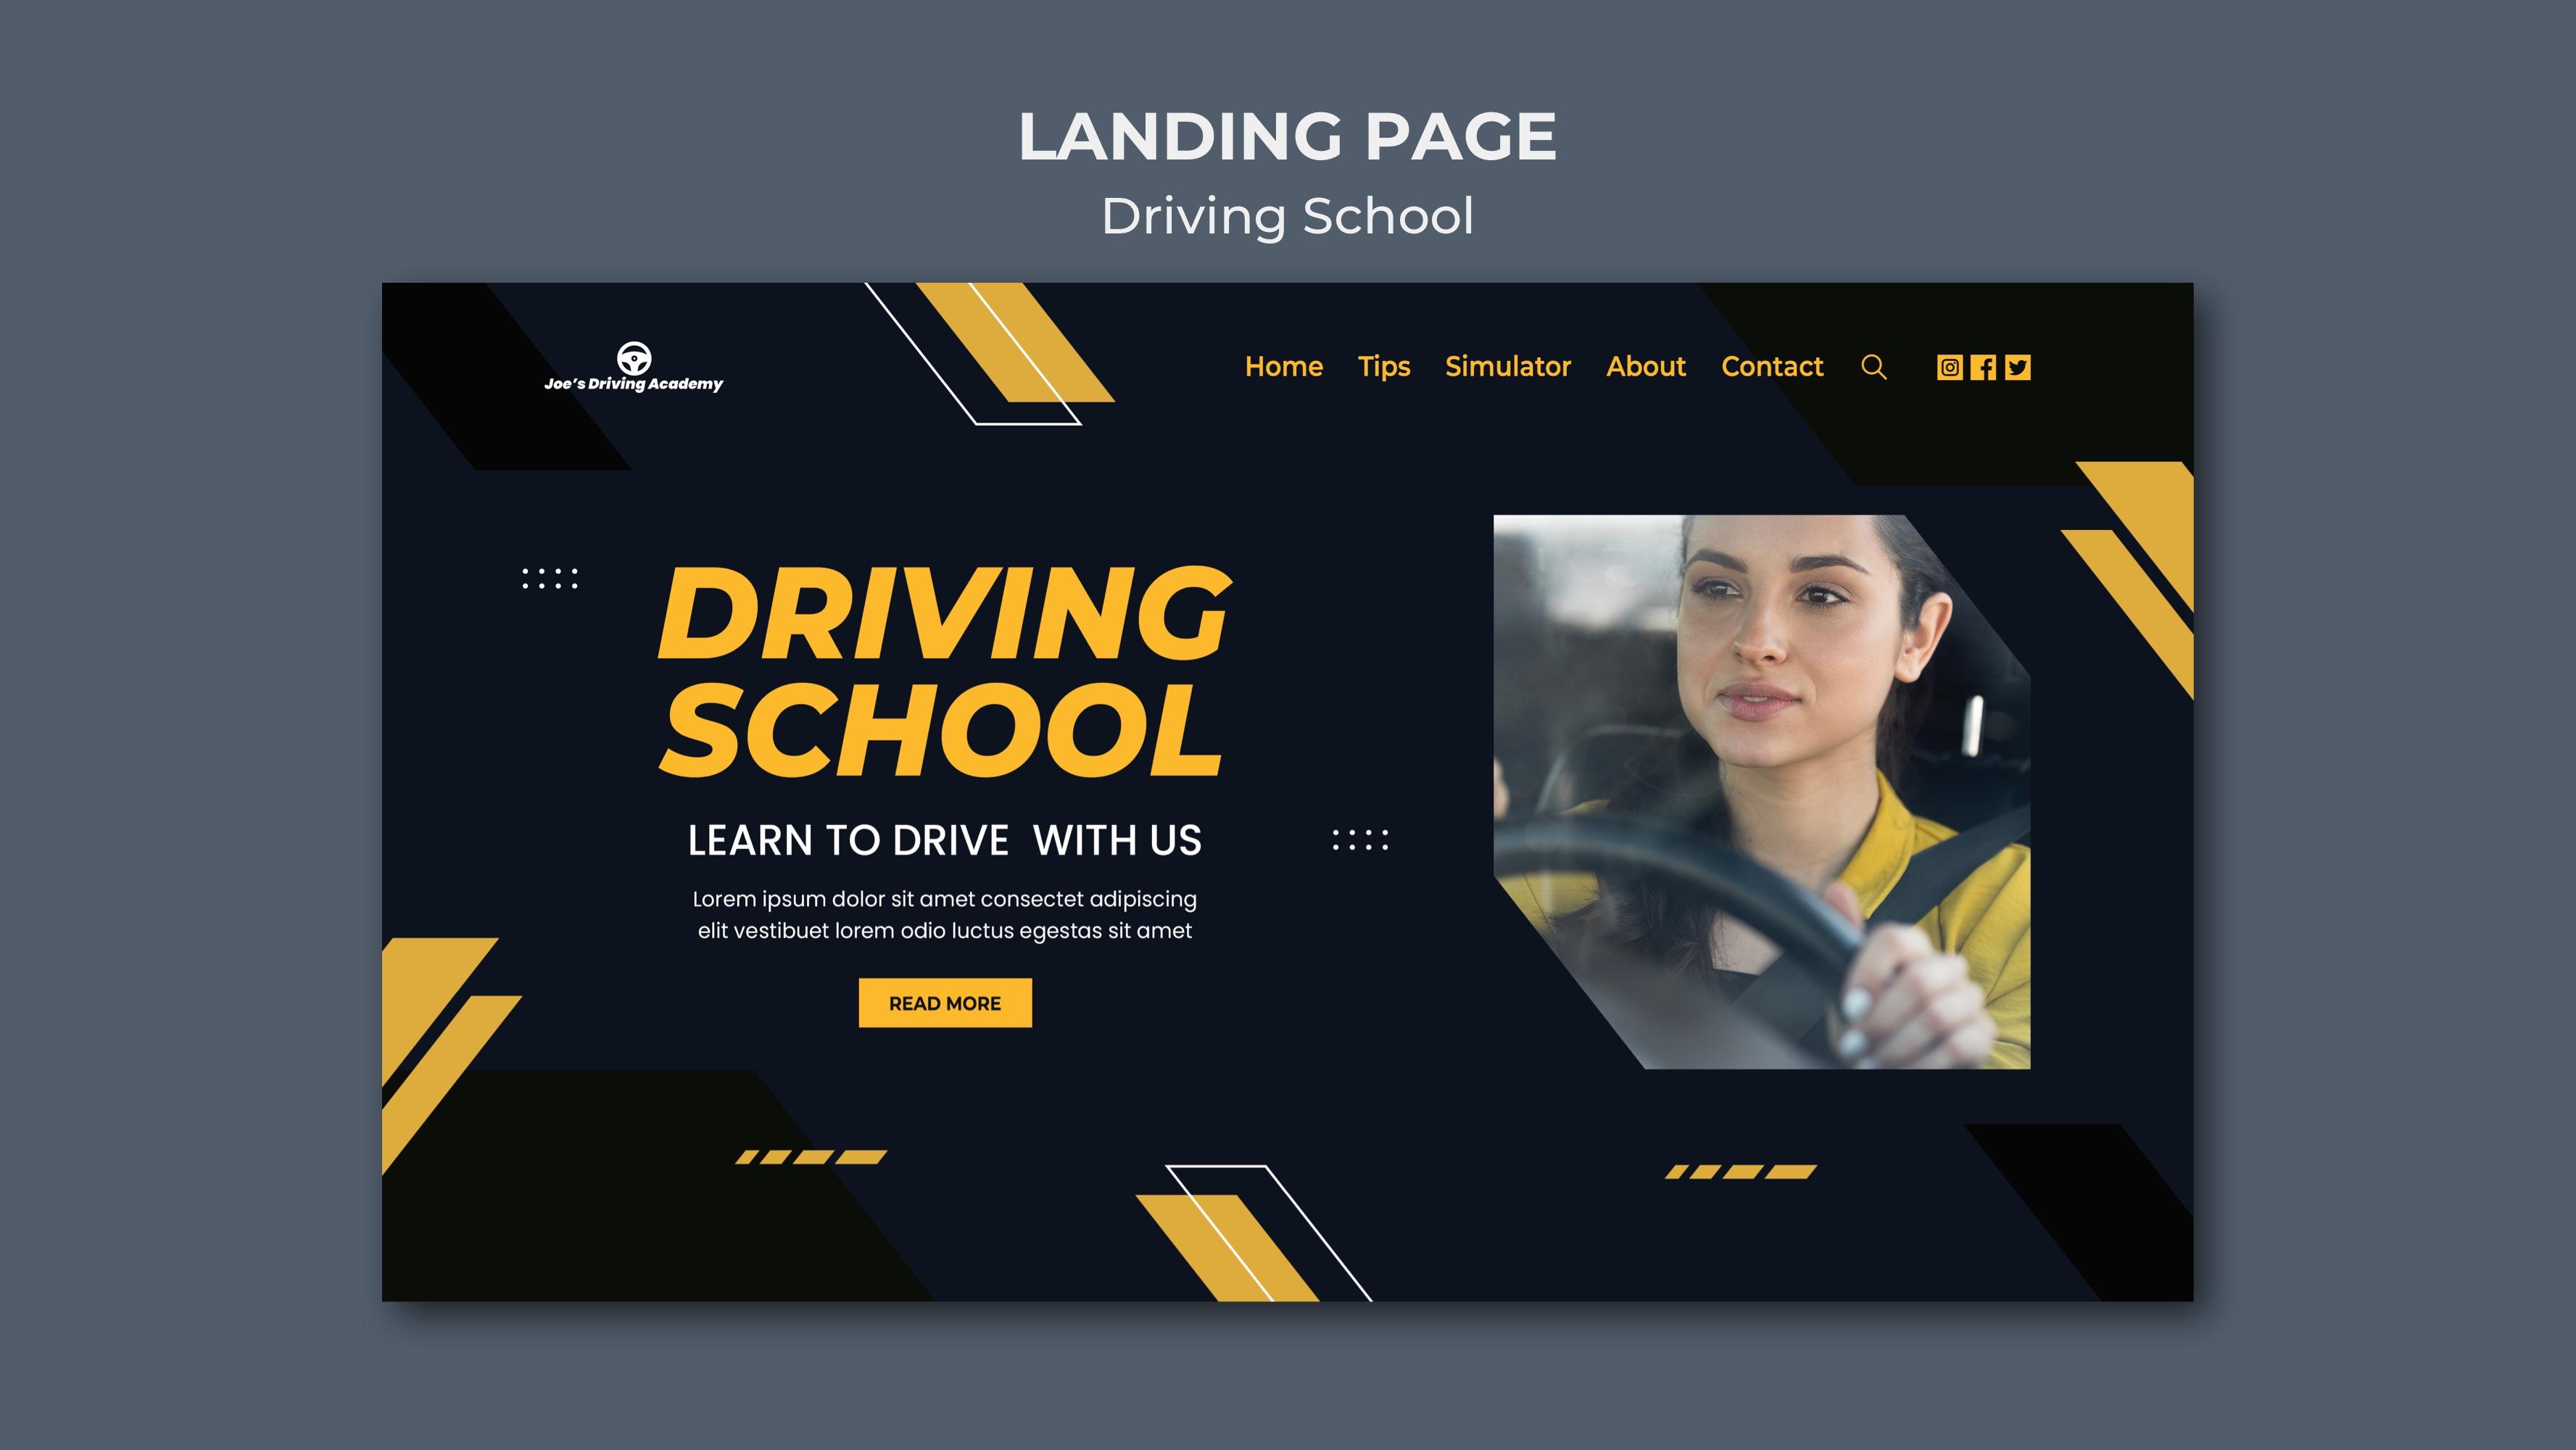 LANDING PAGE
Driving School
Joe's Driving Academy
Home Tips Simulator About Contact
DRIVING
SCHOOL
LEARN TO DRIVE  WITH US
Lorem ipsum dolor sit amet consectet adipiscing
elit vestibuet lorem odio luctus egestas sit amet
READ MORE